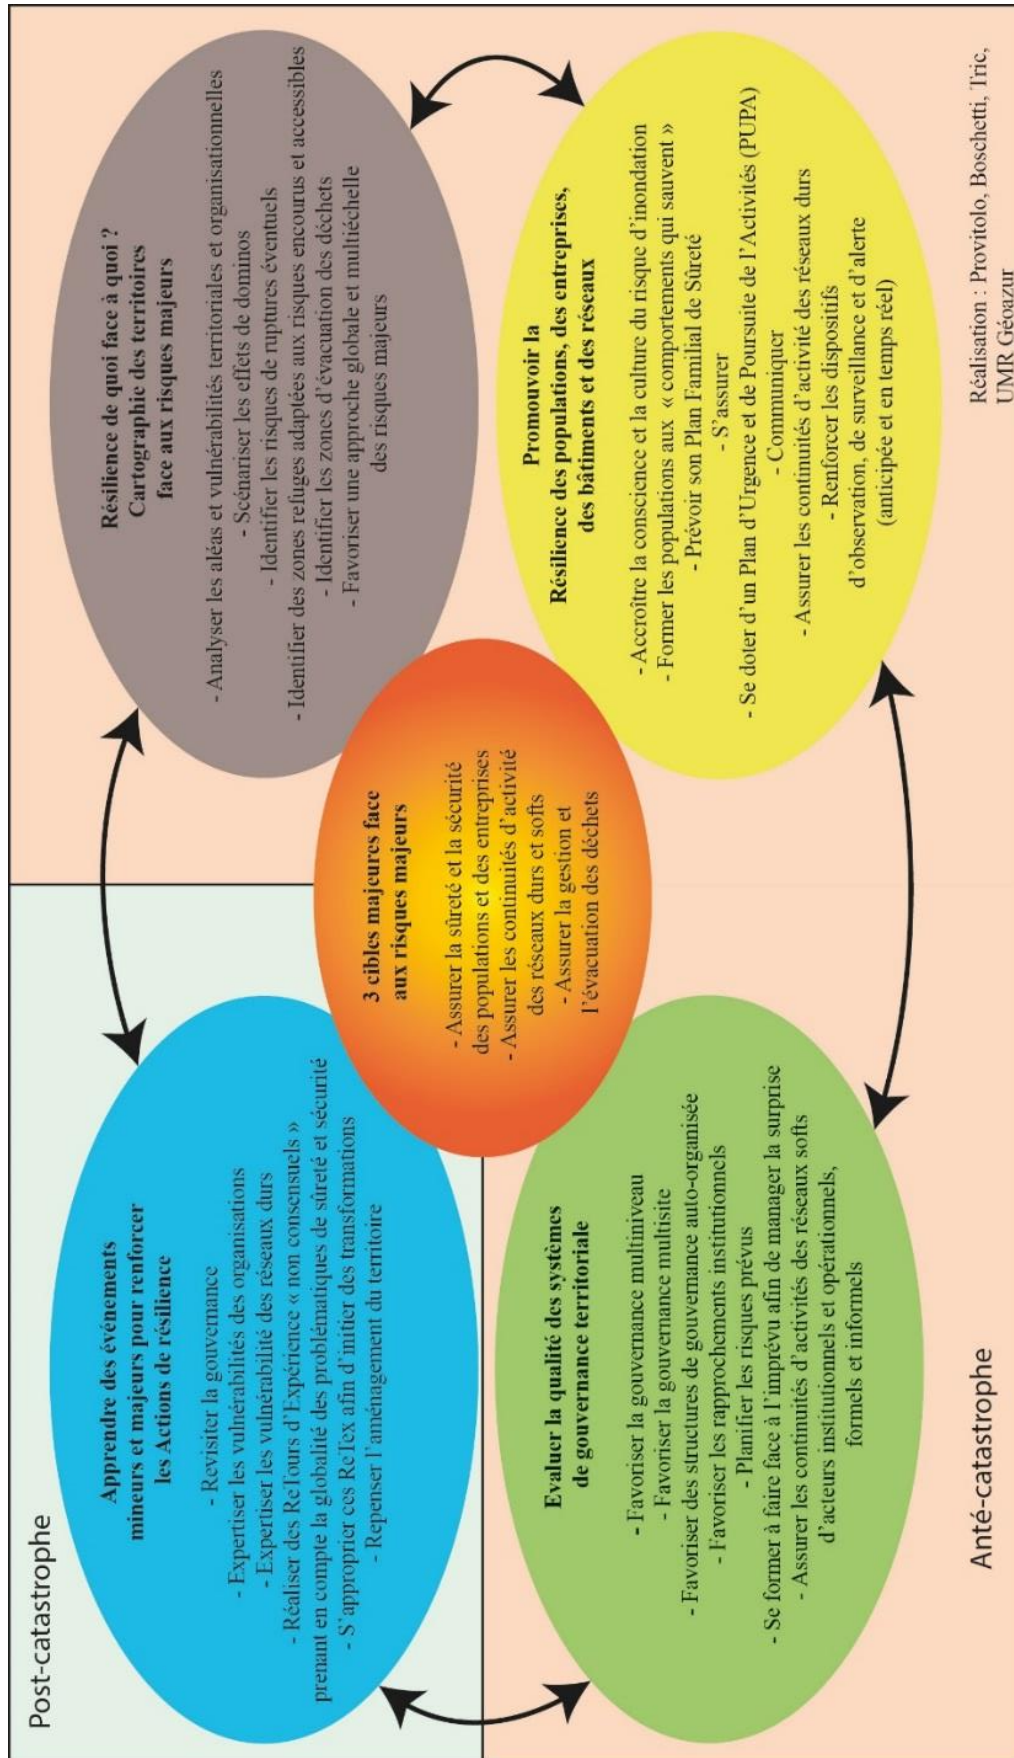 Post-catastrophe
Apprendre des événements
mineurs et majeurs pour renforcer
les Actions de résilience
- Revisiter la gouvernance
- Expertiser les vulnérabilités des organisations
- Expertiser les vulnérabilité des réseaux durs
- Réaliser des ReTours d'Expérience « non consensuels »
prenant en compte la globalité des problématiques de sûreté et sécurité
- S'approprier ces ReTex afin d'initier des transformations
- Repenser l'aménagement du territoire
Résilience de quoi face à quoi ?
Cartographie des territoires
face aux risques majeurs
- Analyser les aléas et vulnérabilités territoriales et organisationnelles
- Scénariser les effets de dominos
- Identifier les risques de ruptures éventuels
- Identifier des zones refuges adaptées aux risques encourus et accessibles
- Identifier les zones d'évacuation des déchets
- Favoriser une approche globale et multiéchelle
des risques majeurs
3 cibles majeures face
aux risques majeurs
- Assurer la sûreté et la sécurité
des populations et des entreprises
- Assurer les continuités d'activité
des réseaux durs et softs
- Assurer la gestion et
l'évacuation des déchets
Evaluer la qualité des systèmes
de gouvernance territoriale
- Favoriser la gouvernance multiniveau
- Favoriser la gouvernance multisite
- Favoriser des structures de gouvernance auto-organisée
- Favoriser les rapprochements institutionnels
- Planifier les risques prévus
- Se former à faire face à l'imprévu afin de manager la surprise
- Assurer les continuités d'activités des réseaux softs
d'acteurs institutionnels et opérationnels,
formels et informels
Promouvoir la
Résilience des populations, des entreprises,
des bâtiments et des réseaux
- Accroître la conscience et la culture du risque d'inondation
- Former les populations aux « comportements qui sauvent »
- Prévoir son Plan Familial de Sûreté
- S'assurer
- Se doter d'un Plan d'Urgence et de Poursuite de l'Activités (PUPA)
- Communiquer
- Assurer les continuités d'activité des réseaux durs
- Renforcer les dispositifs
d'observation, de surveillance et d'alerte
(anticipée et en temps réel)
Anté-catastrophe
Réalisation : Provitolo, Boschetti, Tric,
UMR Géoazur